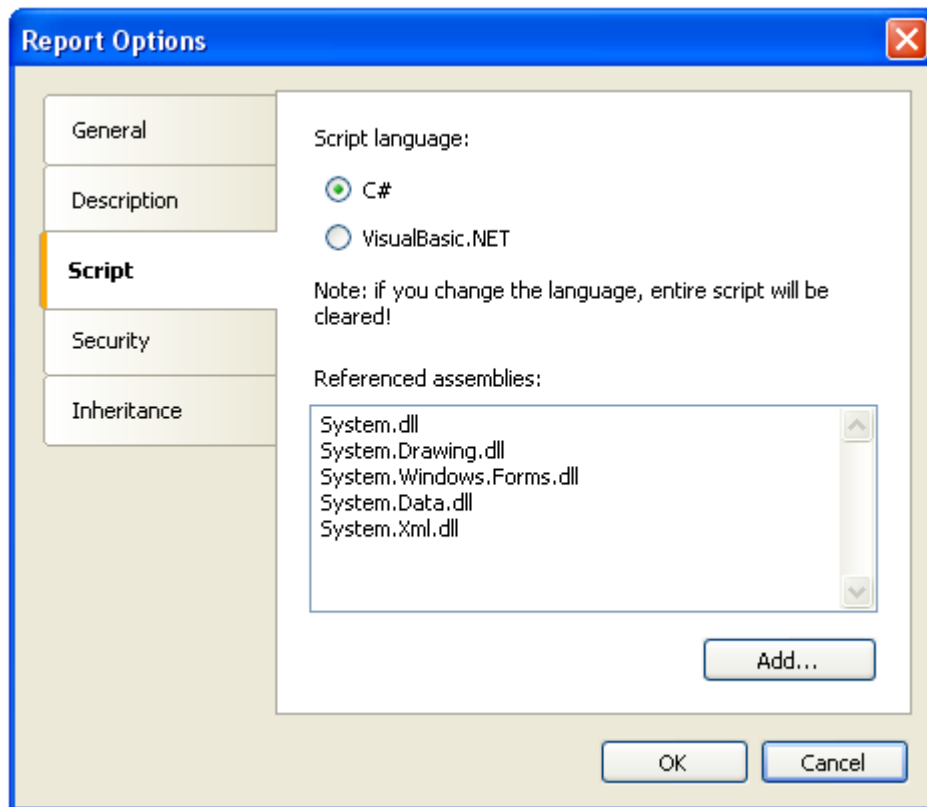 Report Options
General
Description
Script
Security
Inheritance
Script language:
C#
VisualBasic.NET
Note: if you change the language, entire script will be
cleared!
Referenced assemblies:
System.dll
System.Drawing.dll
System.Windows.Forms.dll
System.Data.dll
System.Xml.dll
Add...
OK
Cancel